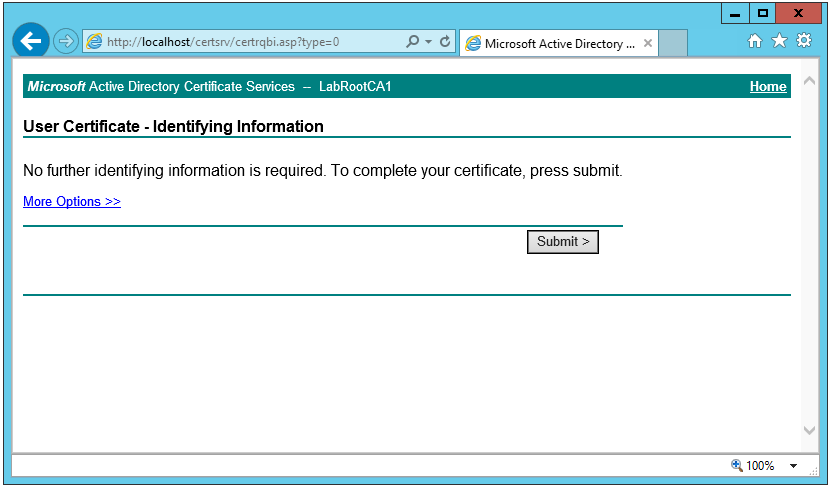 http://localhost/certsrv/certrqbi.asp?type=0
Microsoft Active Directory ...
Microsoft Active Directory Certificate Services -- LabRootCA1
Home
User Certificate - Identifying Information
No further identifying information is required. To complete your certificate, press submit.
More Options >>
Submit >
100%